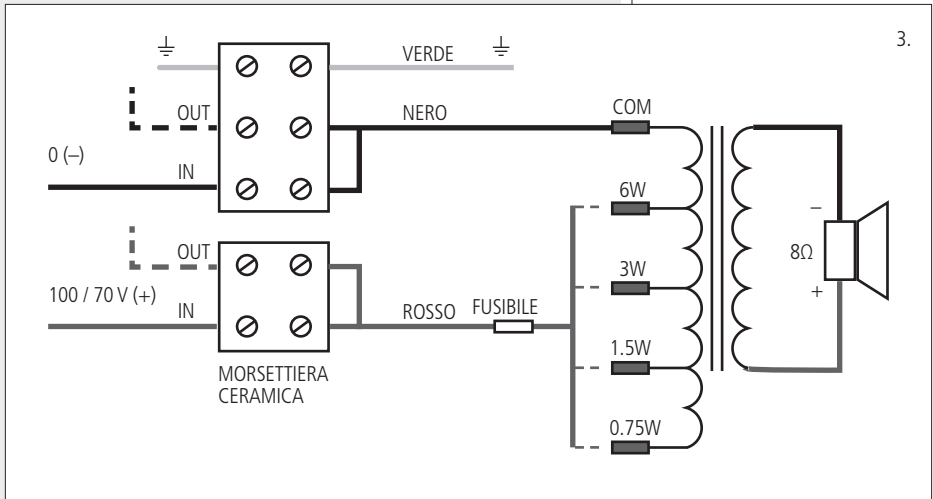 3.
VERDE
OUT
NERO
COM
0 (–)
IN
6W
OUT
3W
8Ω
–
+
100 / 70 V (+)
IN
ROSSO
FUSIBILE
1.5W
MORSETTIERA
CERAMICA
0.75W